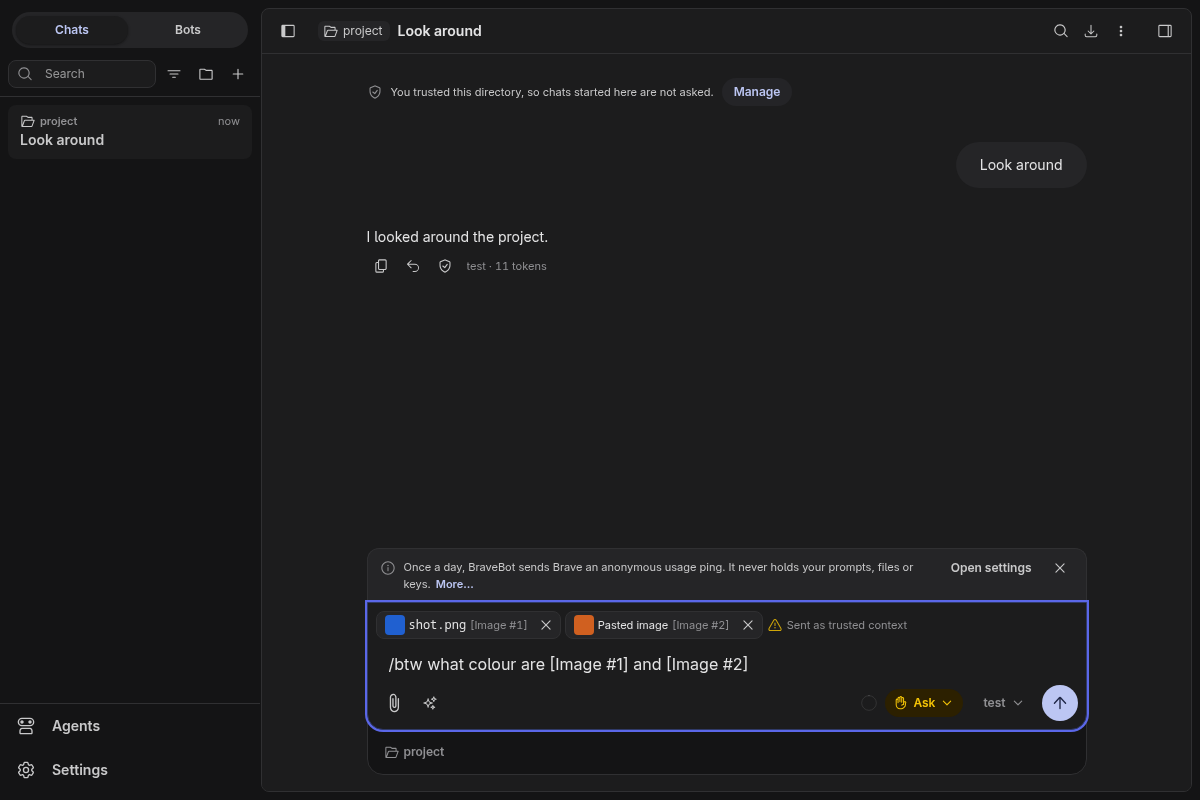 Chats
Bots
Search
project
now
Look around
Agents
Settings
project
Look around
You trusted this directory, so chats started here are not asked.
Manage
Look around
I looked around the project.
test · 11 tokens
Once a day, BraveBot sends Brave an anonymous usage ping. It never holds your prompts, files or
keys. More...
Open settings
shot.png [Image #1]
Pasted image [Image #2]
Sent as trusted context
/btw what colour are [Image #1] and [Image #2]
Ask
test
project